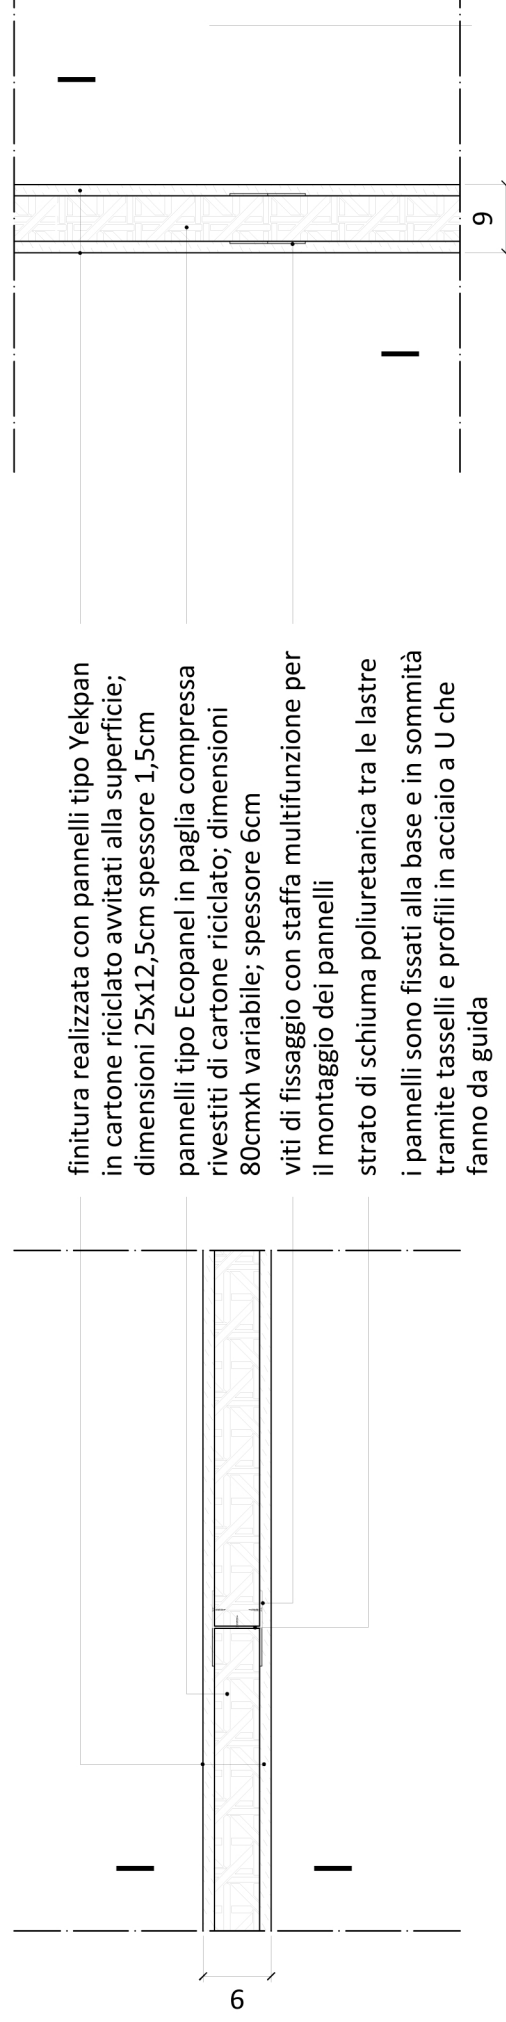 9
finitura realizzata con pannelli tipo Yekpan
in cartone riciclato avvitati alla superficie;
dimensioni 25x12,5cm spessore 1,5cm
pannelli tipo Ecopanel in paglia compressa
rivestiti di cartone riciclato; dimensioni
80cmxh variabile; spessore 6cm
viti di fissaggio con staffa multifunzione per
il montaggio dei pannelli
strato di schiuma poliuretanica tra le lastre
i pannelli sono fissati alla base e in sommità
tramite tasselli e profili in acciaio a U che
fanno da guida
9